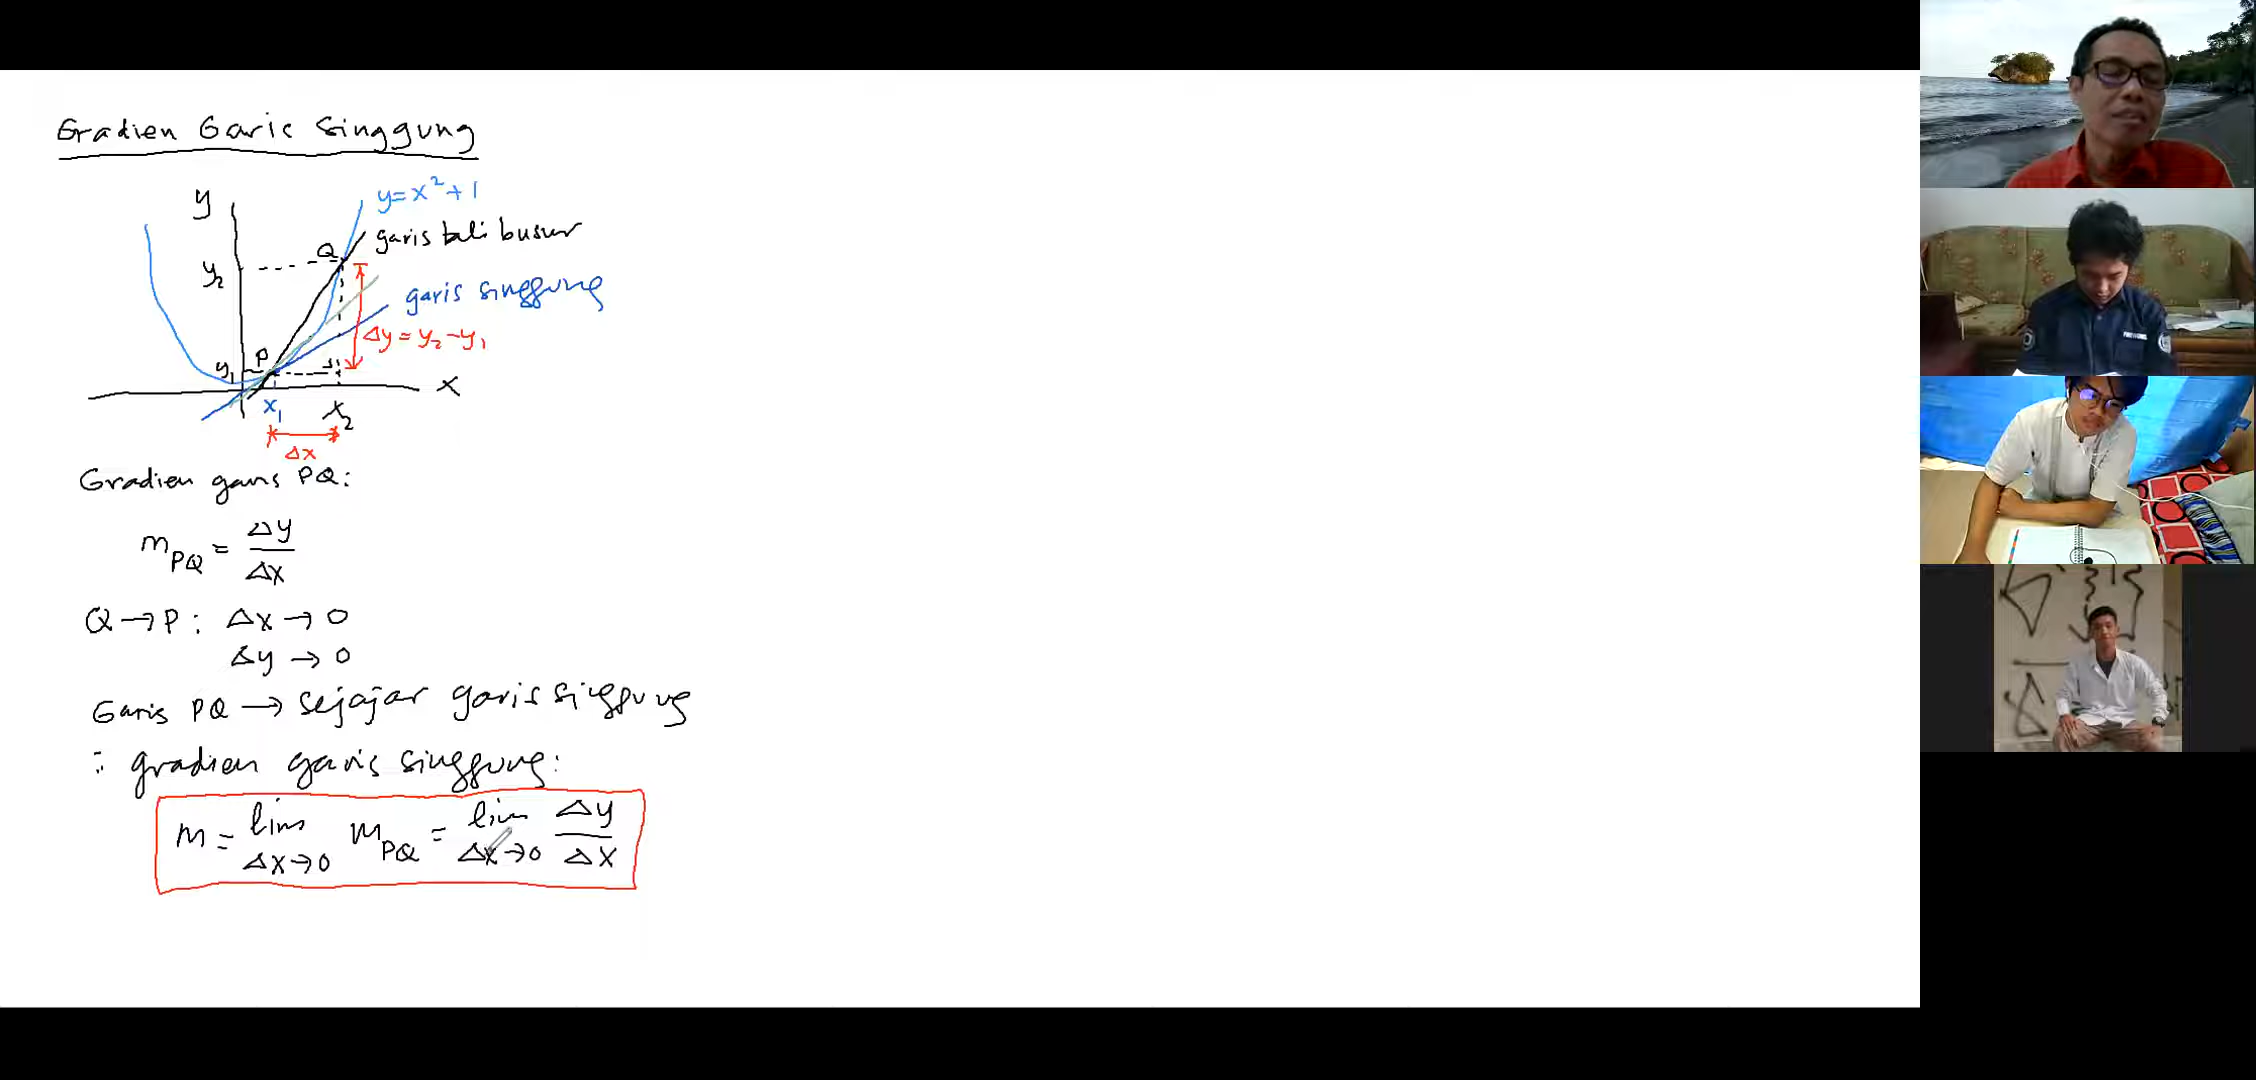 Gradien Garis Singgung
y
y=x²+1
garis tali busur
Q
y₂
garis singgung
Δy = y₂-y₁
P
y₁
x
x₁
x₂
Δx
Gradien garis PQ:
m_PQ = Δy/Δx
Q → P : Δx → 0
Δy → 0
Garis PQ → sejajar garis singgung
∴ gradien garis singgung:
m = lim Δx→0 m_PQ = lim Δx→0 Δy/Δx